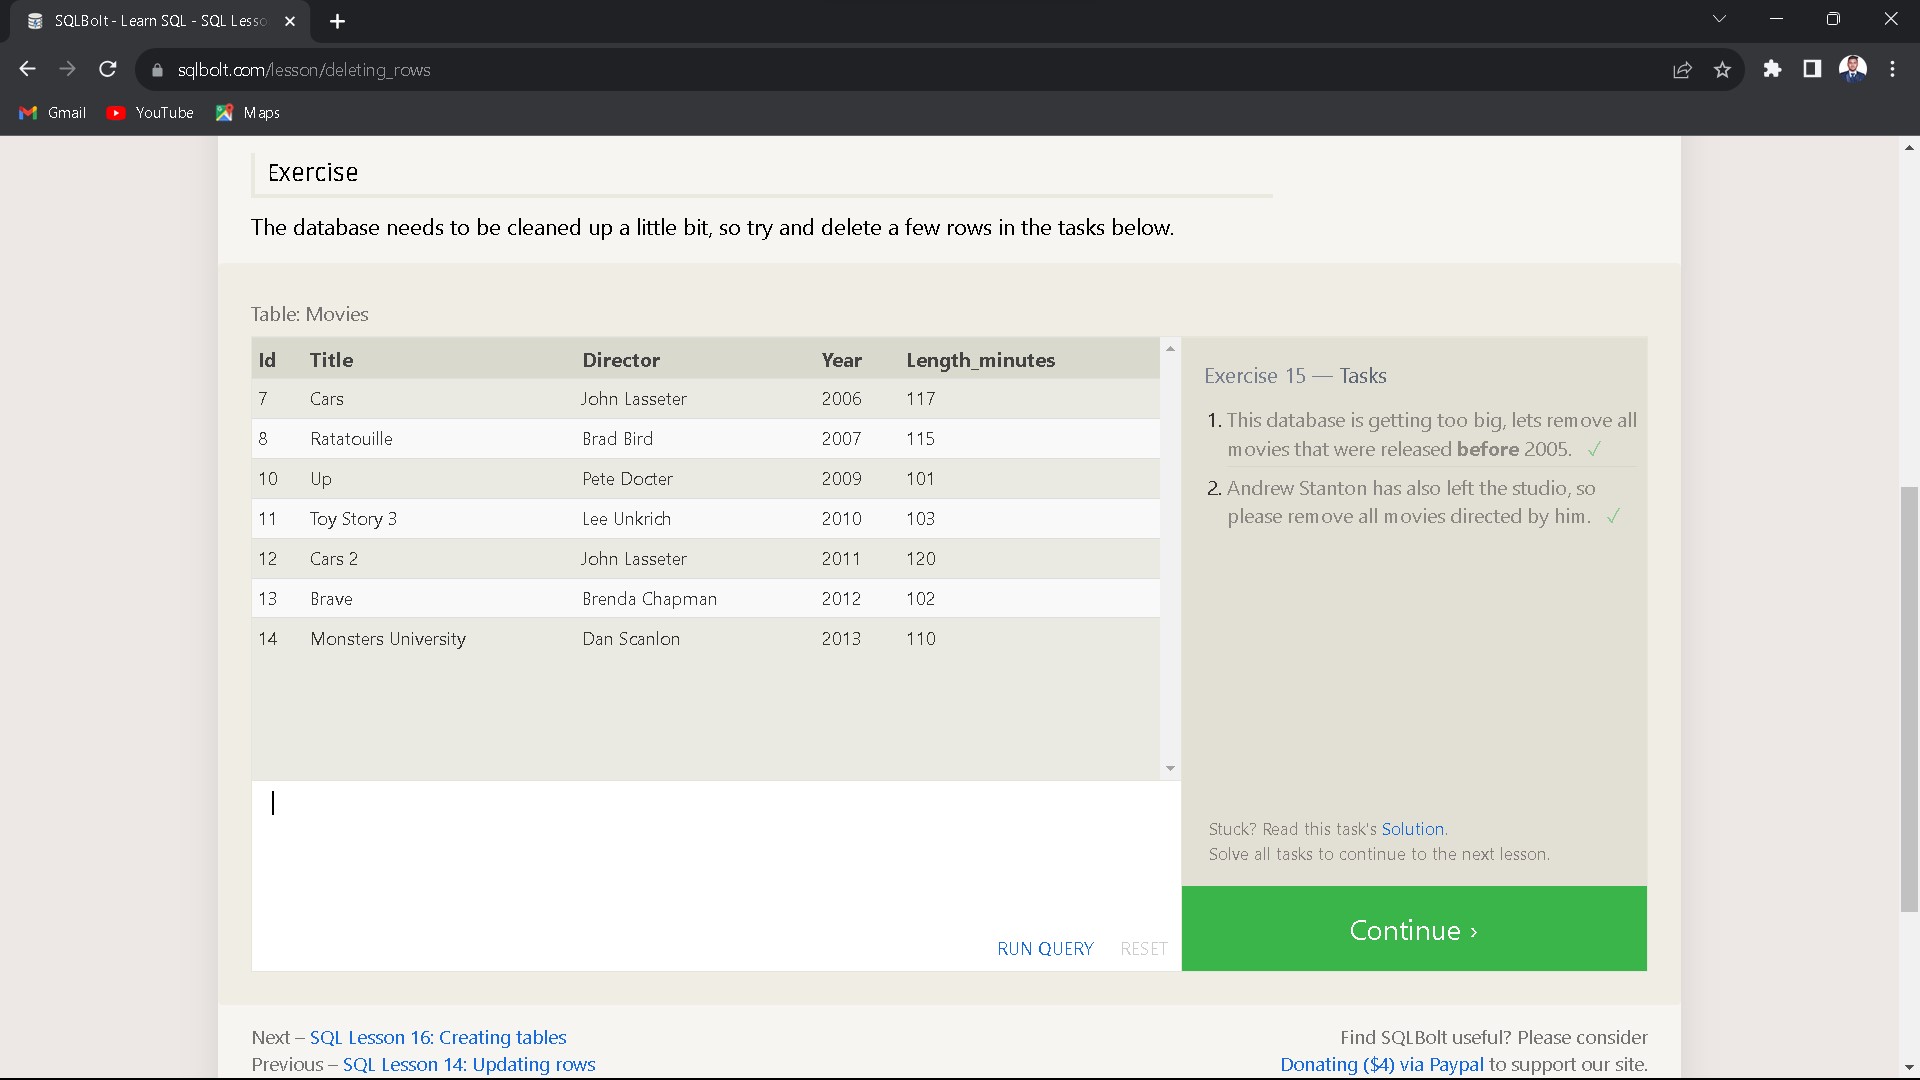 SQLBolt - Learn SQL - SQL Lesso
sqlbolt.com/lesson/deleting_rows
Gmail YouTube Maps
Exercise
The database needs to be cleaned up a little bit, so try and delete a few rows in the tasks below.
Table: Movies
Id Title Director Year Length_minutes
7 Cars John Lasseter 2006 117
8 Ratatouille Brad Bird 2007 115
10 Up Pete Docter 2009 101
11 Toy Story 3 Lee Unkrich 2010 103
12 Cars 2 John Lasseter 2011 120
13 Brave Brenda Chapman 2012 102
14 Monsters University Dan Scanlon 2013 110
RUN QUERY RESET
Exercise 15 — Tasks
1. This database is getting too big, lets remove all
movies that were released before 2005. ✓
2. Andrew Stanton has also left the studio, so
please remove all movies directed by him. ✓
Stuck? Read this task's Solution.
Solve all tasks to continue to the next lesson.
Continue ›
Next – SQL Lesson 16: Creating tables
Previous – SQL Lesson 14: Updating rows
Find SQLBolt useful? Please consider
Donating ($4) via Paypal to support our site.